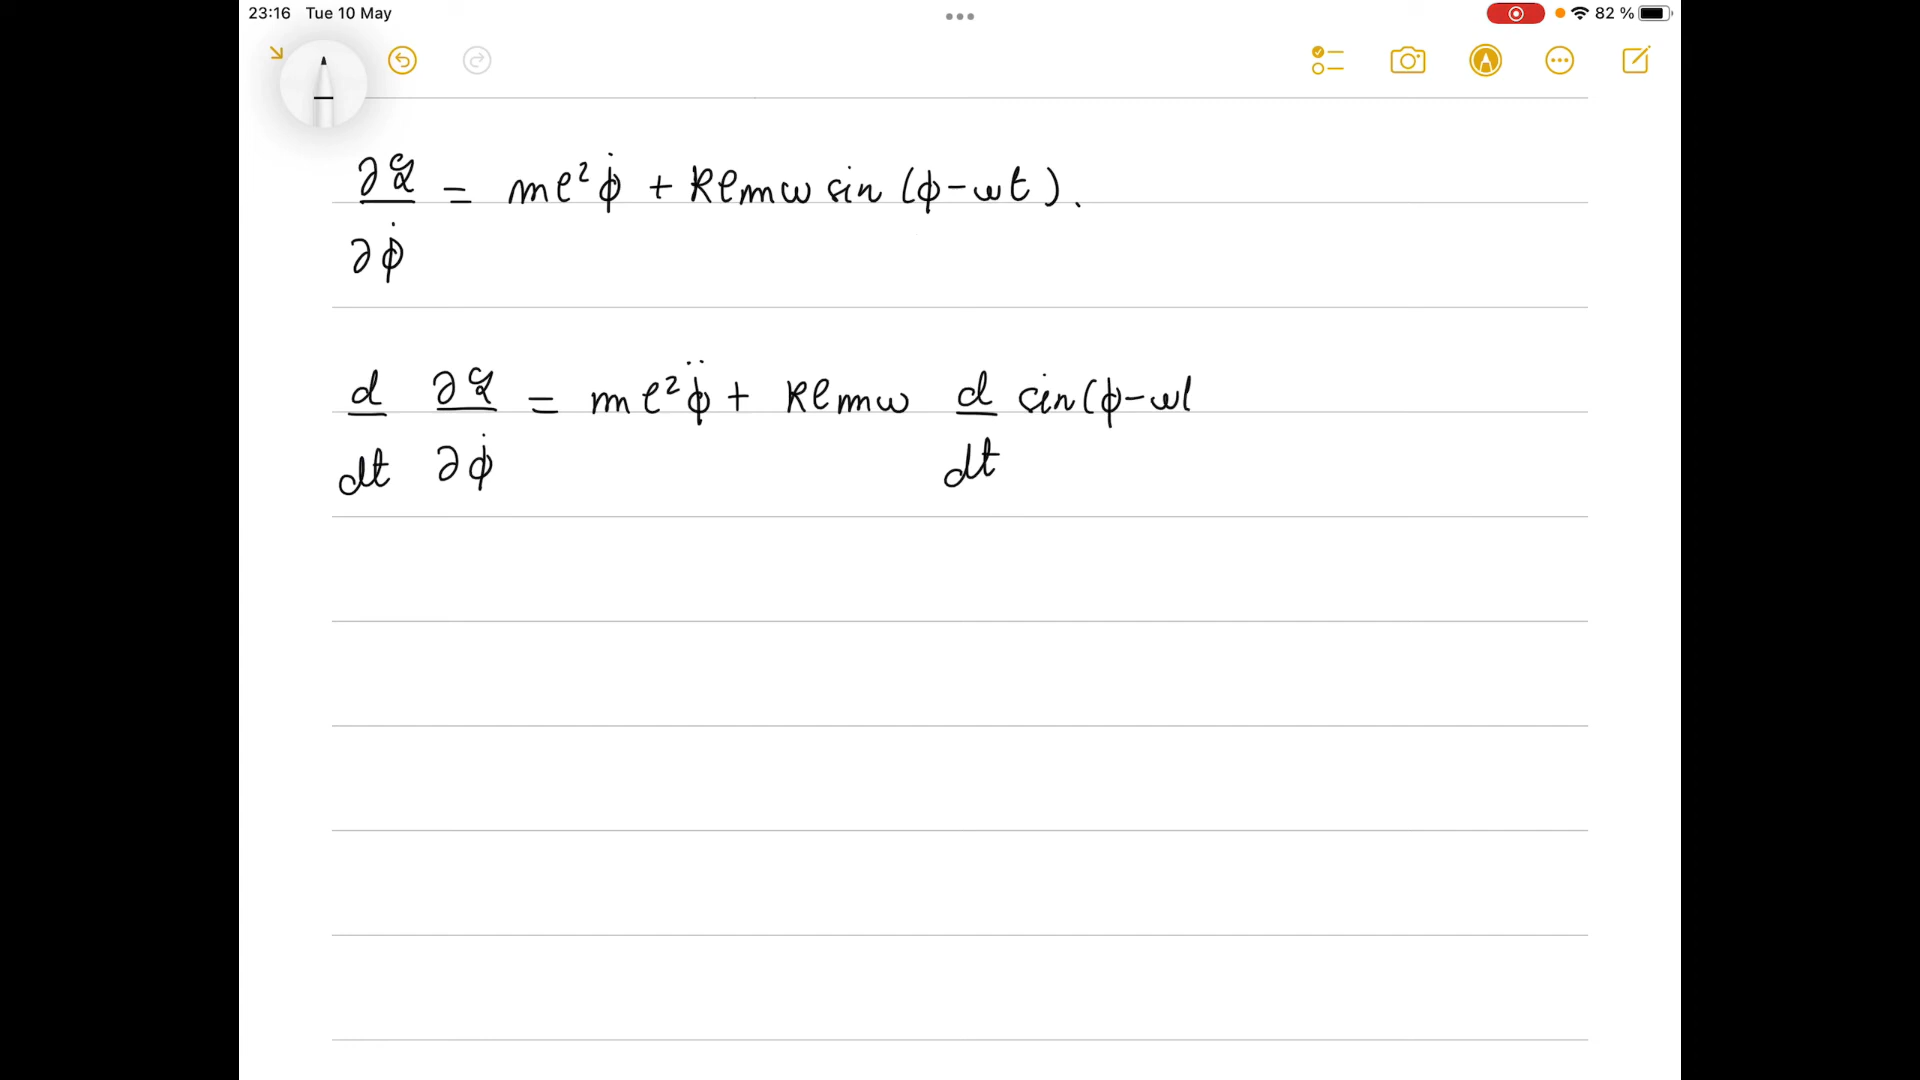 23:16 Tue 10 May 82 %
∂ℒ/∂φ̇ = mℓ²φ̇ + Rℓmω sin (φ-ωt).
d/dt ∂ℒ/∂φ̇ = mℓ²φ̈ + Rℓmω d/dt sin(φ-ωl